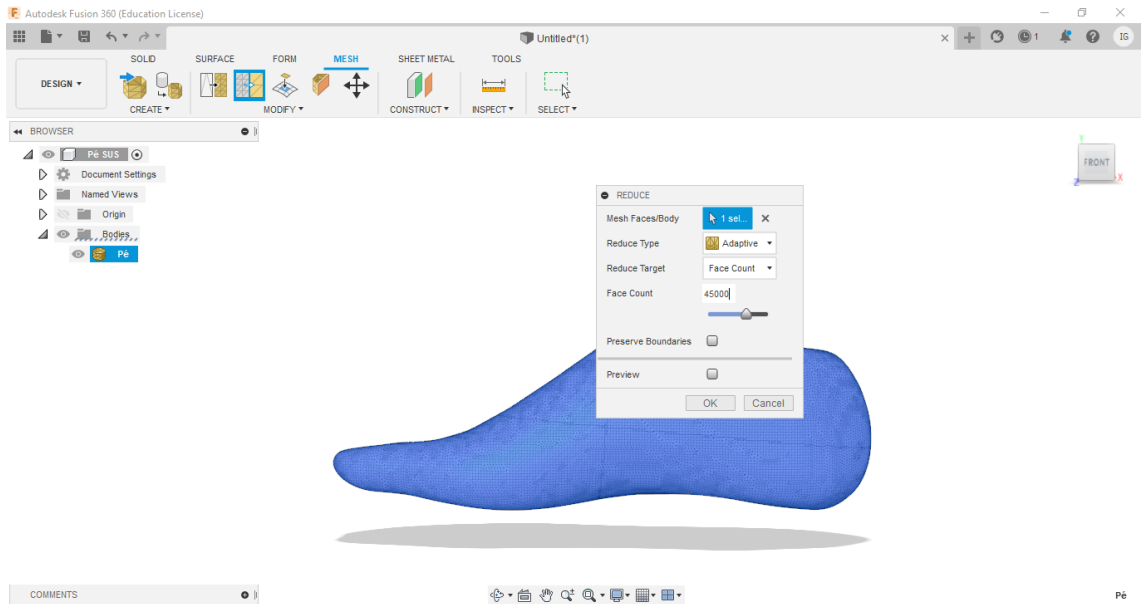 Autodesk Fusion 360 (Education License)
Untitled*(1)
1
IG
DESIGN
SOLID SURFACE FORM MESH SHEET METAL TOOLS
CREATE MODIFY CONSTRUCT INSPECT SELECT
BROWSER
Pé SUS
Document Settings
Named Views
Origin
Bodies
Pé
Y
FRONT
Z X
REDUCE
Mesh Faces/Body 1 sel...
Reduce Type Adaptive
Reduce Target Face Count
Face Count 45000
Preserve Boundaries
Preview
OK Cancel
COMMENTS
Pé